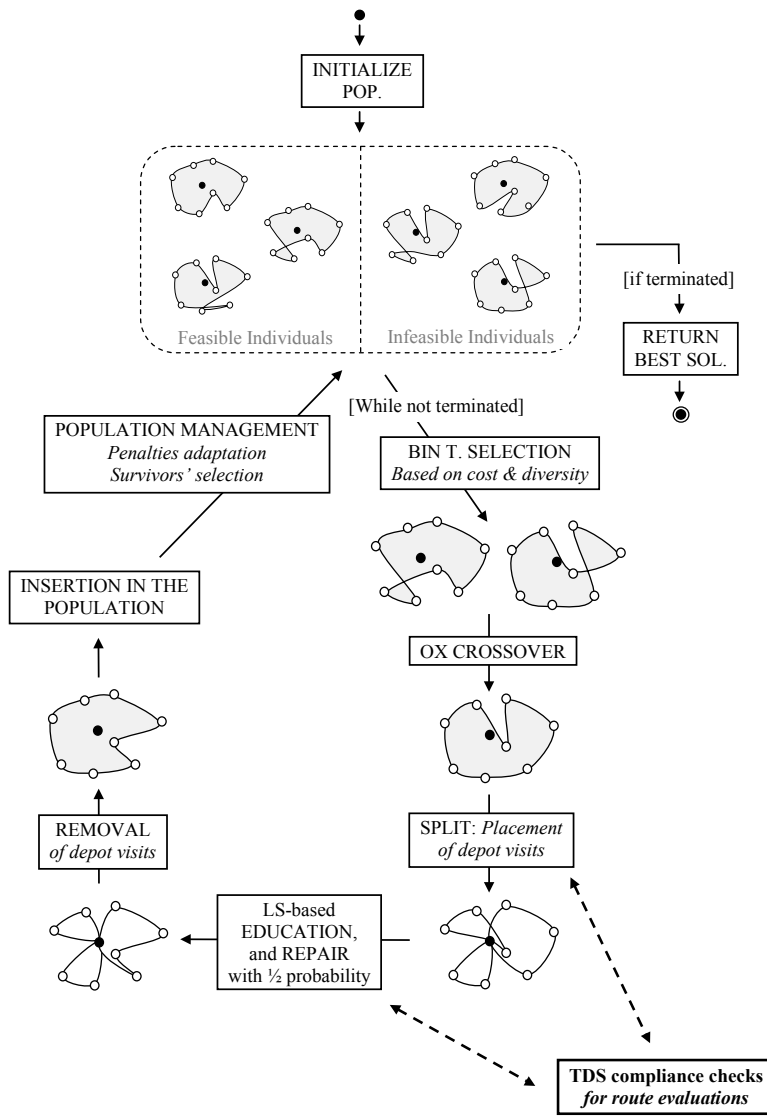 INITIALIZE
POP.
Feasible Individuals
Infeasible Individuals
[if terminated]
RETURN
BEST SOL.
[While not terminated]
POPULATION MANAGEMENT
Penalties adaptation
Survivors' selection
BIN T. SELECTION
Based on cost & diversity
INSERTION IN THE
POPULATION
OX CROSSOVER
REMOVAL
of depot visits
SPLIT: Placement
of depot visits
LS-based
EDUCATION,
and REPAIR
with ½ probability
TDS compliance checks
for route evaluations